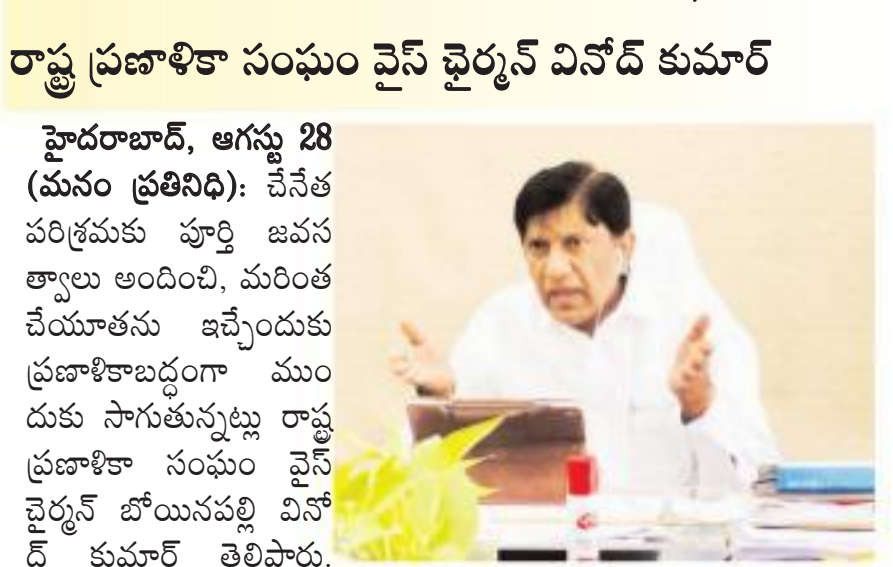 రాష్ట్ర ప్రణాళికా సంఘం వైస్ ఛైర్మన్ వినోద్ కుమార్
హైదరాబాద్, ఆగస్టు 28
(మనం ప్రతినిధి): చేనేత
పరిశ్రమకు పూర్తి జవస
త్వాలు అందించి, మరింత
చేయూతను ఇచ్చేందుకు
ప్రణాళికాబద్ధంగా ముం
దుకు సాగుతున్నట్లు రాష్ట్ర
ప్రణాళికా సంఘం వైస్
చైర్మన్ బోయినపల్లి వినో
ద్ కుమార్ తెలిపారు.